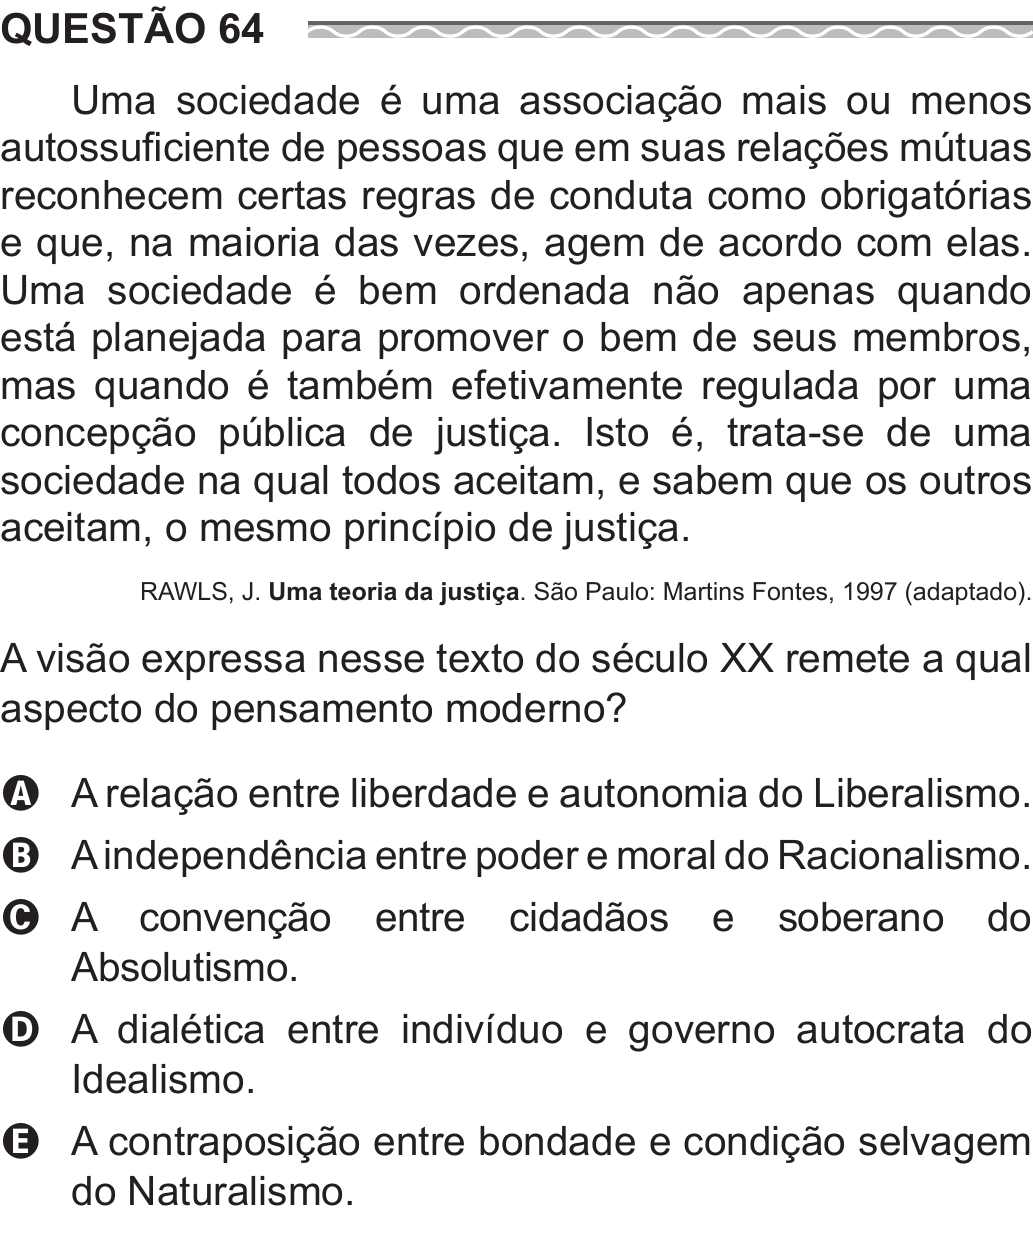 QUESTÃO 64
Uma sociedade é uma associação mais ou menos
autossuficiente de pessoas que em suas relações mútuas
reconhecem certas regras de conduta como obrigatórias
e que, na maioria das vezes, agem de acordo com elas.
Uma sociedade é bem ordenada não apenas quando
está planejada para promover o bem de seus membros,
mas quando é também efetivamente regulada por uma
concepção pública de justiça. Isto é, trata-se de uma
sociedade na qual todos aceitam, e sabem que os outros
aceitam, o mesmo princípio de justiça.
RAWLS, J. Uma teoria da justiça. São Paulo: Martins Fontes, 1997 (adaptado).
A visão expressa nesse texto do século XX remete a qual
aspecto do pensamento moderno?
A A relação entre liberdade e autonomia do Liberalismo.
B A independência entre poder e moral do Racionalismo.
C A convenção entre cidadãos e soberano do
Absolutismo.
D A dialética entre indivíduo e governo autocrata do
Idealismo.
E A contraposição entre bondade e condição selvagem
do Naturalismo.